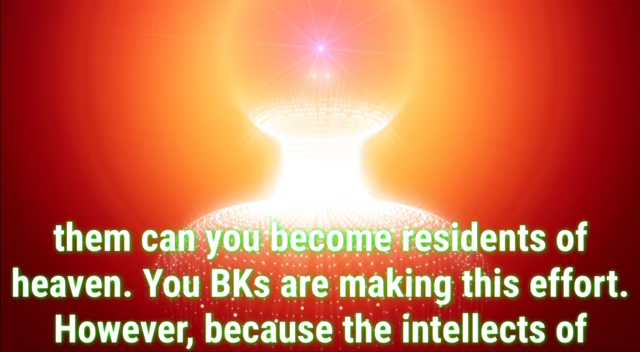 them can you become residents of
heaven. You BKs are making this effort.
However, because the intellects of